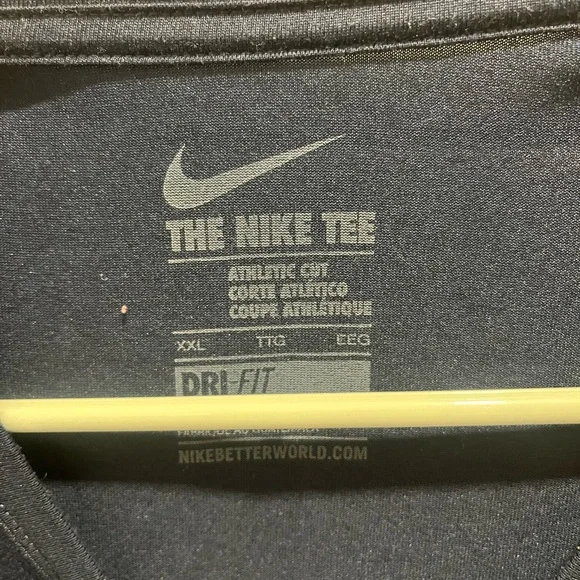 THE NIKE TEE
ATHLETIC CUT
CORTE ATLÉTICO
COUPE ATHLÉTIQUE
XXL TTG EEG
DRI-FIT
NIKEBETTERWORLD.COM